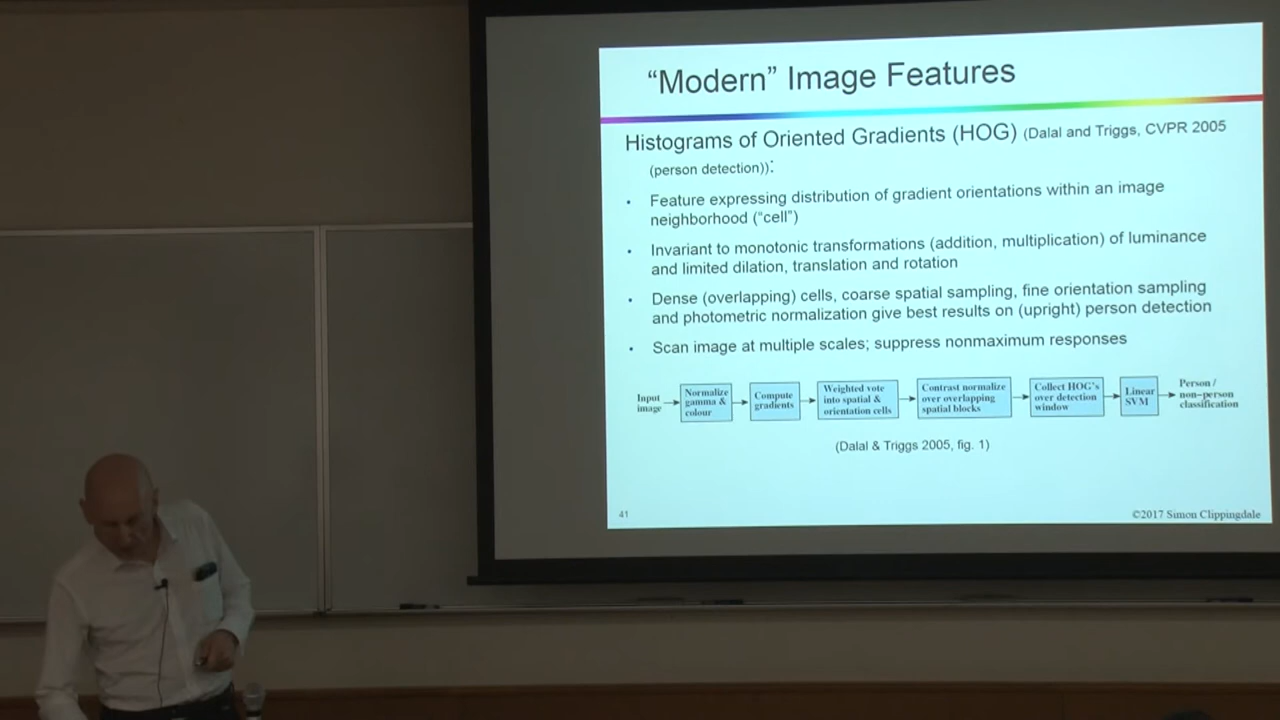 “Modern” Image Features
Histograms of Oriented Gradients (HOG) (Dalal and Triggs, CVPR 2005
(person detection)):
• Feature expressing distribution of gradient orientations within an image
neighborhood (“cell”)
• Invariant to monotonic transformations (addition, multiplication) of luminance
and limited dilation, translation and rotation
• Dense (overlapping) cells, coarse spatial sampling, fine orientation sampling
and photometric normalization give best results on (upright) person detection
• Scan image at multiple scales; suppress nonmaximum responses
Input
image
Normalize
gamma &
colour
Compute
gradients
Weighted vote
into spatial &
orientation cells
Contrast normalize
over overlapping
spatial blocks
Collect HOG's
over detection
window
Linear
SVM
Person /
non–person
classification
(Dalal & Triggs 2005, fig. 1)
41
©2017 Simon Clippingdale